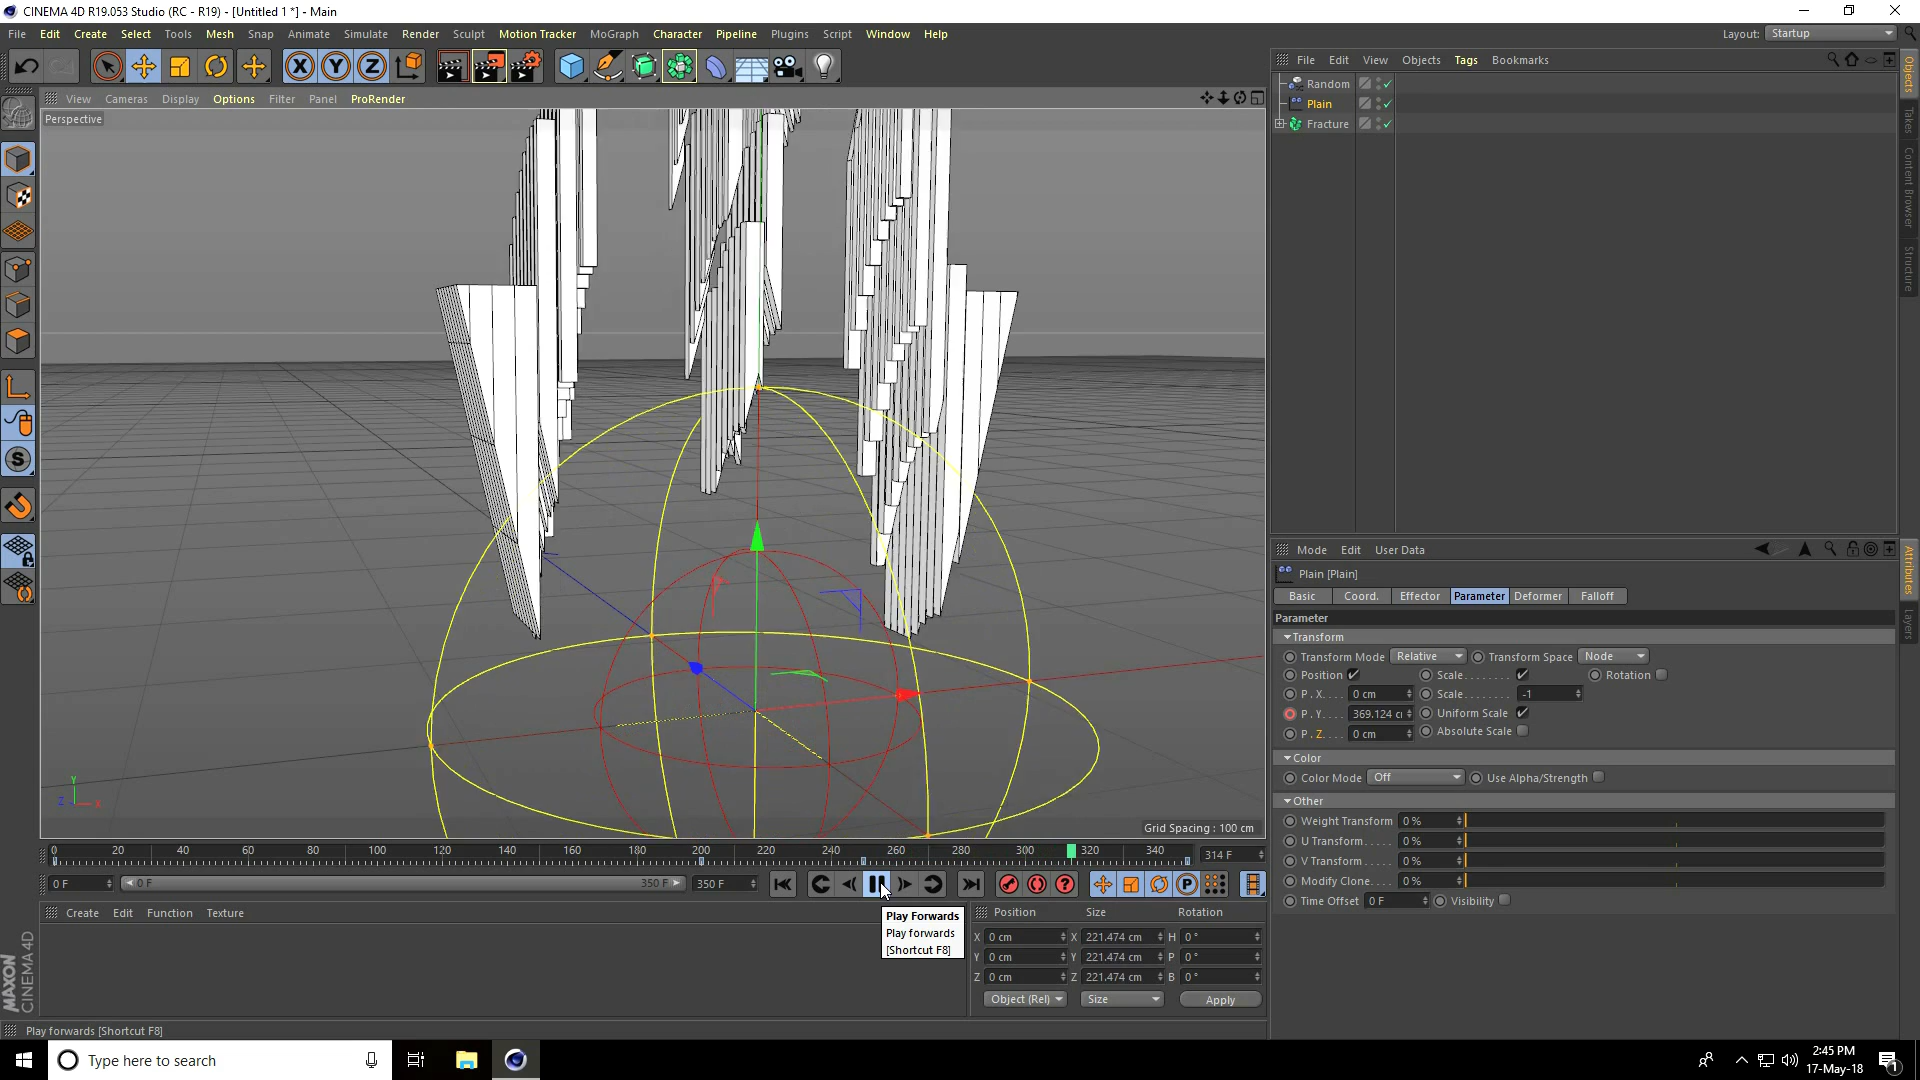 CINEMA 4D R19.053 Studio (RC - R19) - [Untitled 1 *] - Main
File Edit Create Select Tools Mesh Snap Animate Simulate Render Sculpt Motion Tracker MoGraph Character Pipeline Plugins Script Window Help
Layout: Startup
File Edit View Objects Tags Bookmarks
View Cameras Display Options Filter Panel ProRender
Perspective
Random
Plain
Fracture
Objects
Takes
Content Browser
Structure
Mode Edit User Data
Plain [Plain]
Basic Coord. Effector Parameter Deformer Falloff
Parameter
Transform
Transform Mode Relative Transform Space Node
Position Scale Rotation
P . X 0 cm Scale -1
P . Y 369.124 c Uniform Scale
P . Z 0 cm Absolute Scale
Color
Color Mode Off Use Alpha/Strength
Other
Weight Transform 0 %
U Transform 0 %
V Transform 0 %
Modify Clone 0 %
Time Offset 0 F Visibility
Attributes
Layers
Y
Z X
Grid Spacing : 100 cm
0 20 40 60 80 100 120 140 160 180 200 220 240 260 280 300 320 340 314 F
0 F 0 F 350 F 350 F
Play Forwards
Play forwards
[Shortcut F8]
Create Edit Function Texture
Position Size Rotation
X 0 cm X 221.474 cm H 0 °
Y 0 cm Y 221.474 cm P 0 °
Z 0 cm Z 221.474 cm B 0 °
Object (Rel) Size Apply
MAXON
CINEMA 4D
Play forwards [Shortcut F8]
Type here to search
2:45 PM
17-May-18
1